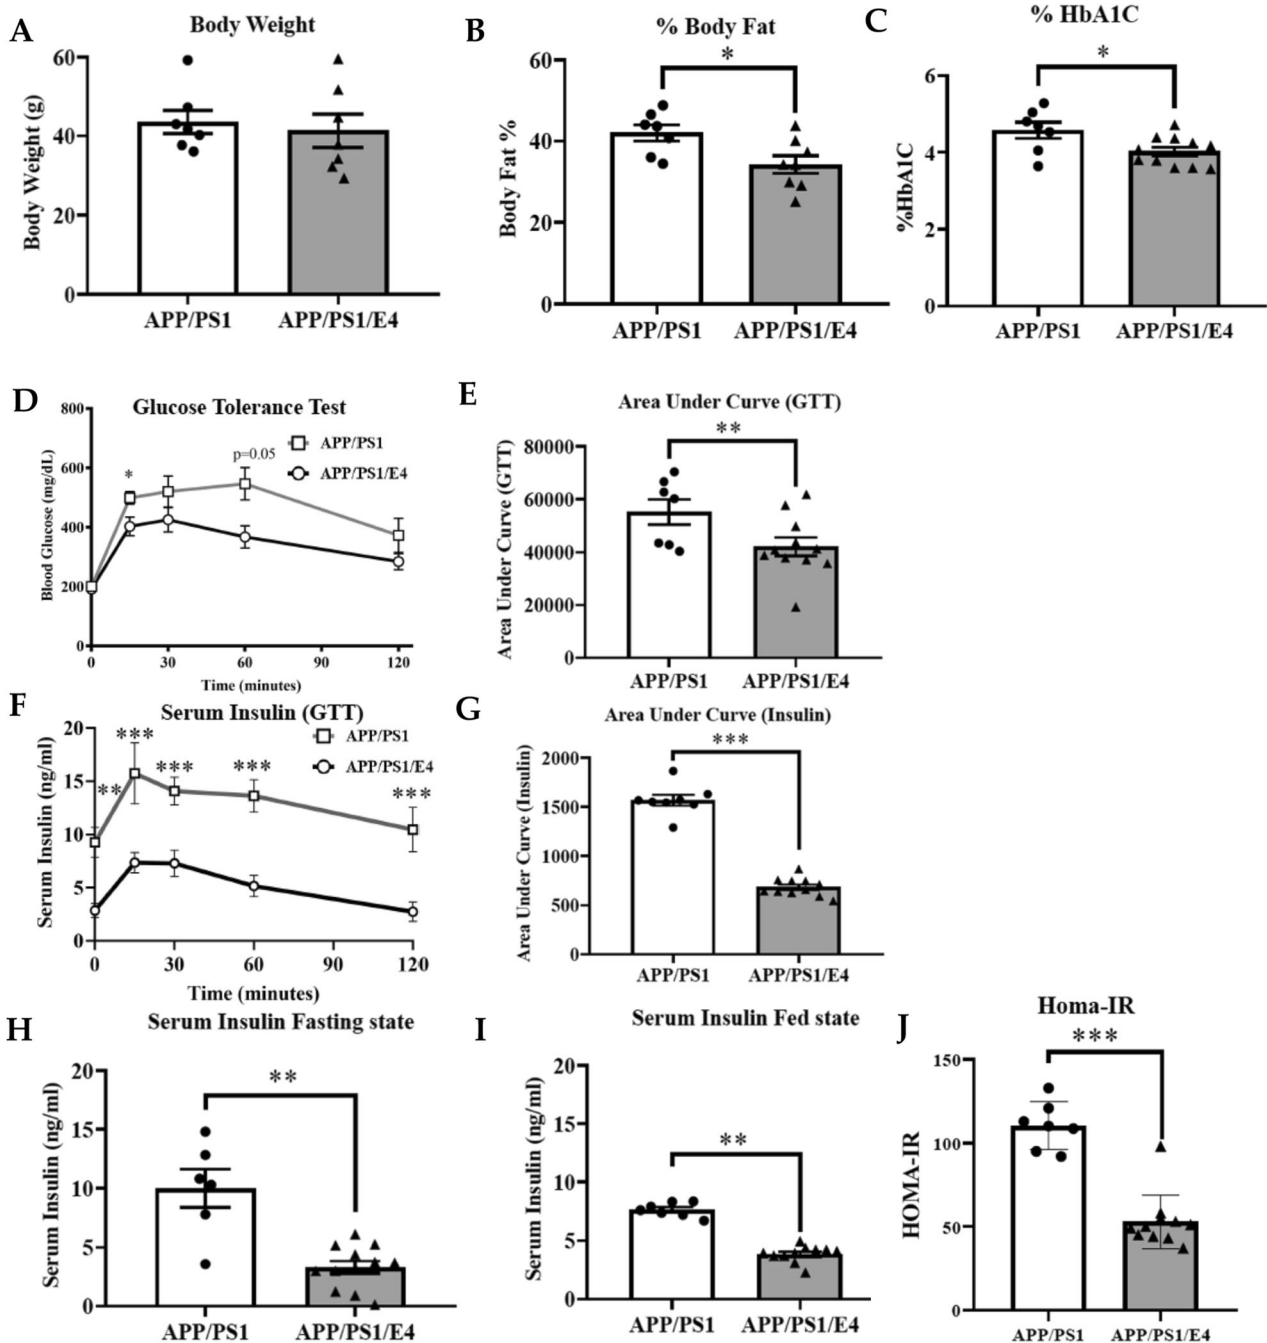 A
Body Weight
Body Weight (g)
60
40
20
0
APP/PS1
APP/PS1/E4
B
% Body Fat
*
Body Fat %
60
40
20
0
APP/PS1
APP/PS1/E4
C
% HbA1C
*
%HbA1C
6
4
2
0
APP/PS1
APP/PS1/E4
D
Glucose Tolerance Test
Blood Glucose (mg/dL)
800
600
400
200
0
*
p=0.05
APP/PS1
APP/PS1/E4
0
30
60
90
120
Time (minutes)
E
Area Under Curve (GTT)
**
Area Under Curve (GTT)
80000
60000
40000
20000
0
APP/PS1
APP/PS1/E4
F
Serum Insulin (GTT)
Serum Insulin (ng/ml)
20
15
10
5
0
**
***
***
***
***
APP/PS1
APP/PS1/E4
0
30
60
90
120
Time (minutes)
G
Area Under Curve (Insulin)
***
Area Under Curve (Insulin)
2000
1500
1000
500
0
APP/PS1
APP/PS1/E4
H
Serum Insulin Fasting state
**
Serum Insulin (ng/ml)
20
15
10
5
0
APP/PS1
APP/PS1/E4
I
Serum Insulin Fed state
**
Serum Insulin (ng/ml)
20
15
10
5
0
APP/PS1
APP/PS1/E4
J
Homa-IR
***
HOMA-IR
150
100
50
0
APP/PS1
APP/PS1/E4